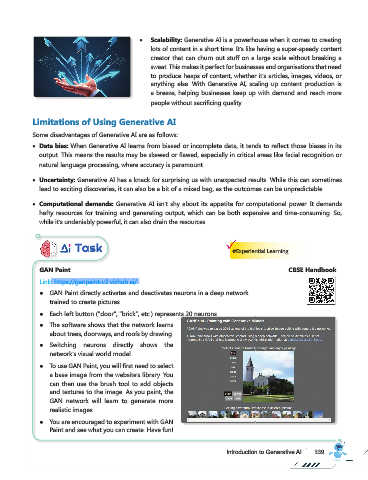 • Scalability: Generative AI is a powerhouse when it comes to creating
lots of content in a short time. It's like having a super-speedy content
creator that can churn out stuff on a large scale without breaking a
sweat. This makes it perfect for businesses and organisations that need
to produce heaps of content, whether it's articles, images, videos, or
anything else. With Generative AI, scaling up content production is
a breeze, helping businesses keep up with demand and reach more
people without sacrificing quality.
Limitations of Using Generative AI
Some disadvantages of Generative AI are as follows:
• Data bias: When Generative AI learns from biased or incomplete data, it tends to reflect those biases in its
output. This means the results may be skewed or flawed, especially in critical areas like facial recognition or
natural language processing, where accuracy is paramount.
• Uncertainty: Generative AI has a knack for surprising us with unexpected results. While this can sometimes
lead to exciting discoveries, it can also be a bit of a mixed bag, as the outcomes can be unpredictable.
• Computational demands: Generative AI isn't shy about its appetite for computational power. It demands
hefty resources for training and generating output, which can be both expensive and time-consuming. So,
while it's undeniably powerful, it can also drain the resources.
Ai Task
#Experiential Learning
GAN Paint
CBSE Handbook
Link:
• GAN Paint directly activates and deactivates neurons in a deep network
trained to create pictures.
• Each left button ("door", "brick", etc.) represents 20 neurons.
• The software shows that the network learns
about trees, doorways, and roofs by drawing.
• Switching neurons directly shows the
network's visual world model.
• To use GAN Paint, you will first need to select
a base image from the website's library. You
can then use the brush tool to add objects
and textures to the image. As you paint, the
GAN network will learn to generate more
realistic images.
• You are encouraged to experiment with GAN
Paint and see what you can create. Have fun!
Introduction to Generative AI 339